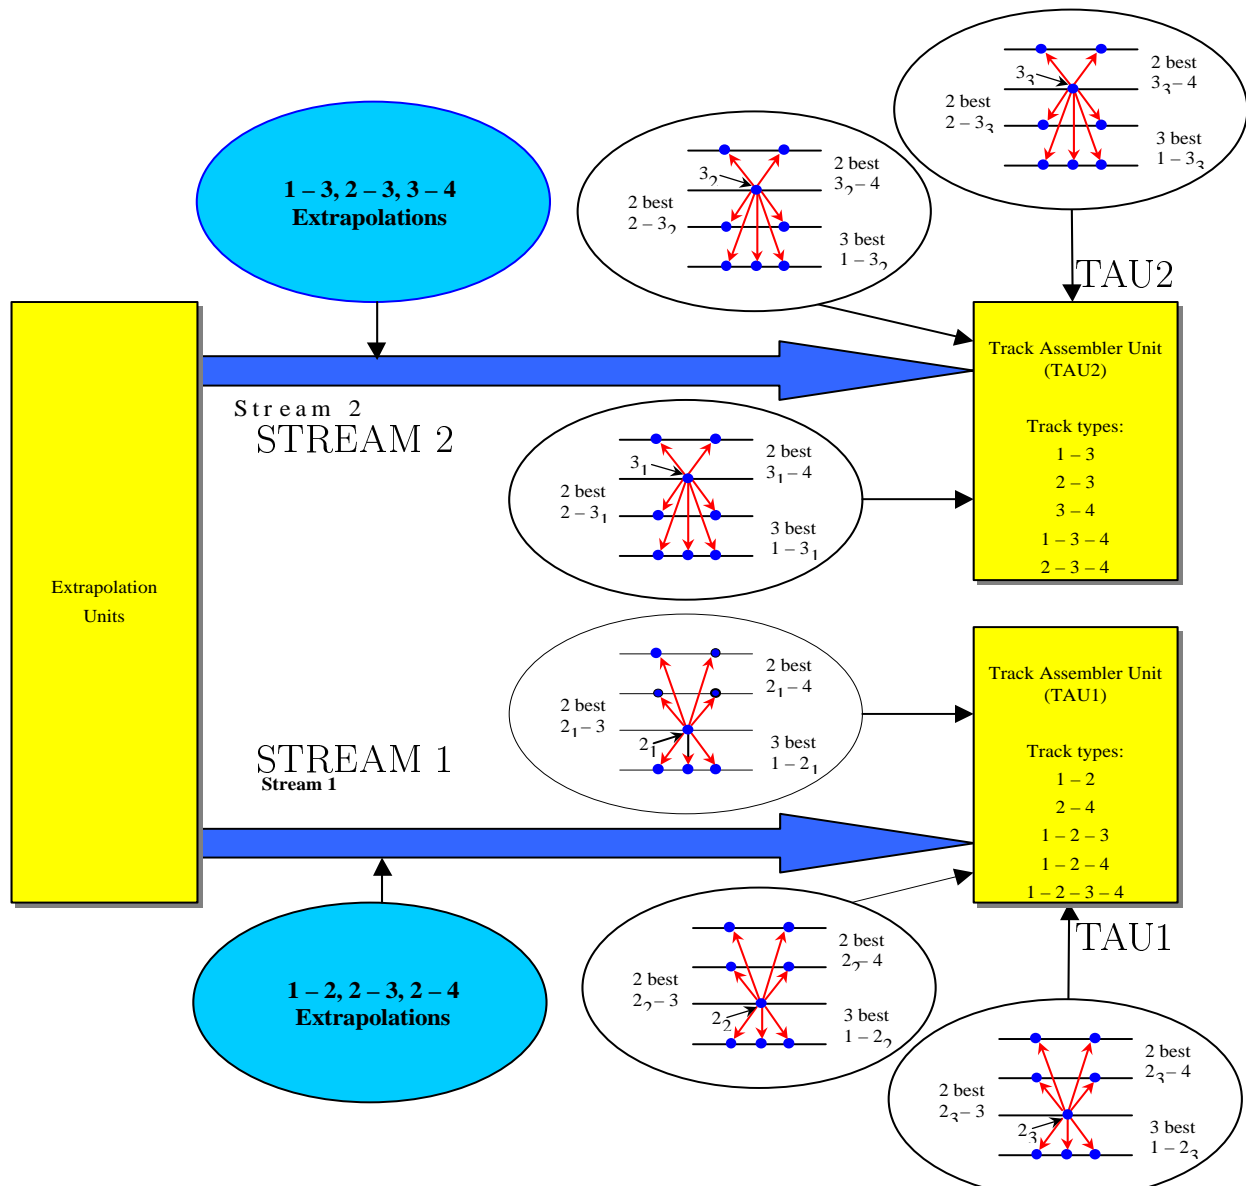 2 best
3₃ – 4
3₃
2 best
2 – 3₃
3 best
1 – 3₃
1 – 3, 2 – 3, 3 – 4
Extrapolations
2 best
3₂ – 4
3₂
2 best
2 – 3₂
3 best
1 – 3₂
TAU2
Track Assembler Unit
(TAU2)
Track types:
1 – 3
2 – 3
3 – 4
1 – 3 – 4
2 – 3 – 4
Stream 2
STREAM 2
2 best
3₁ – 4
3₁
2 best
2 – 3₁
3 best
1 – 3₁
Extrapolation
Units
2 best
2₁ – 4
2 best
2₁ – 3
2₁
3 best
1 – 2₁
Track Assembler Unit
(TAU1)
Track types:
1 – 2
2 – 4
1 – 2 – 3
1 – 2 – 4
1 – 2 – 3 – 4
STREAM 1
Stream 1
TAU1
1 – 2, 2 – 3, 2 – 4
Extrapolations
2 best
2₂ – 4
2 best
2₂ – 3
2₂
3 best
1 – 2₂
2 best
2₃ – 4
2 best
2₃ – 3
2₃
3 best
1 – 2₃